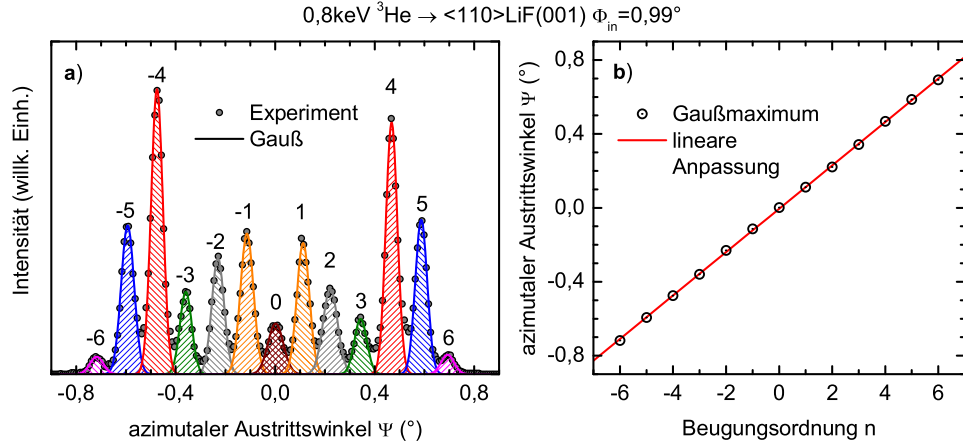 0,8keV ³He → <110>LiF(001) Φin=0,99°
a)
-4
4
Experiment
Gauß
-5
5
-1
1
-2
2
-3
3
0
-6
6
-0,8 -0,4 0,0 0,4 0,8
azimutaler Austrittswinkel Ψ (°)
Intensität (willk. Einh.)
b)
Gaußmaximum
lineare
Anpassung
0,8
0,4
0,0
-0,4
-0,8
-6 -4 -2 0 2 4 6
Beugungsordnung n
azimutaler Austrittswinkel Ψ (°)